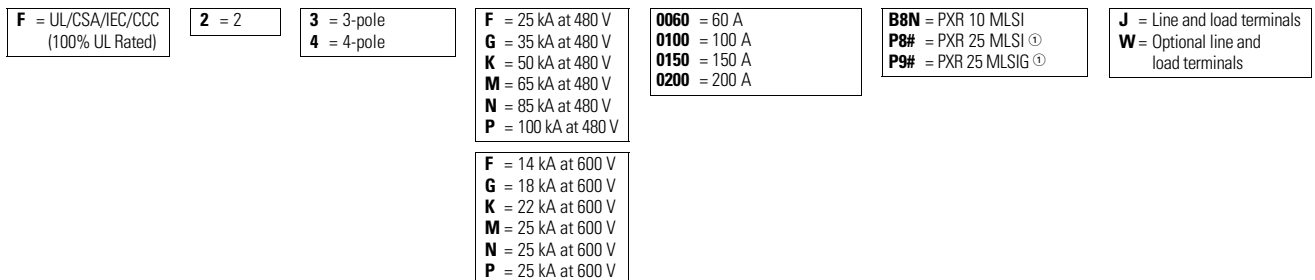 F = UL/CSA/IEC/CCC
(100% UL Rated)
2 = 2
3 = 3-pole
4 = 4-pole
F = 25 kA at 480 V
G = 35 kA at 480 V
K = 50 kA at 480 V
M = 65 kA at 480 V
N = 85 kA at 480 V
P = 100 kA at 480 V
F = 14 kA at 600 V
G = 18 kA at 600 V
K = 22 kA at 600 V
M = 25 kA at 600 V
N = 25 kA at 600 V
P = 25 kA at 600 V
0060 = 60 A
0100 = 100 A
0150 = 150 A
0200 = 200 A
B8N = PXR 10 MLSI
P8# = PXR 25 MLSI ①
P9# = PXR 25 MLSIG ①
J = Line and load terminals
W = Optional line and
load terminals